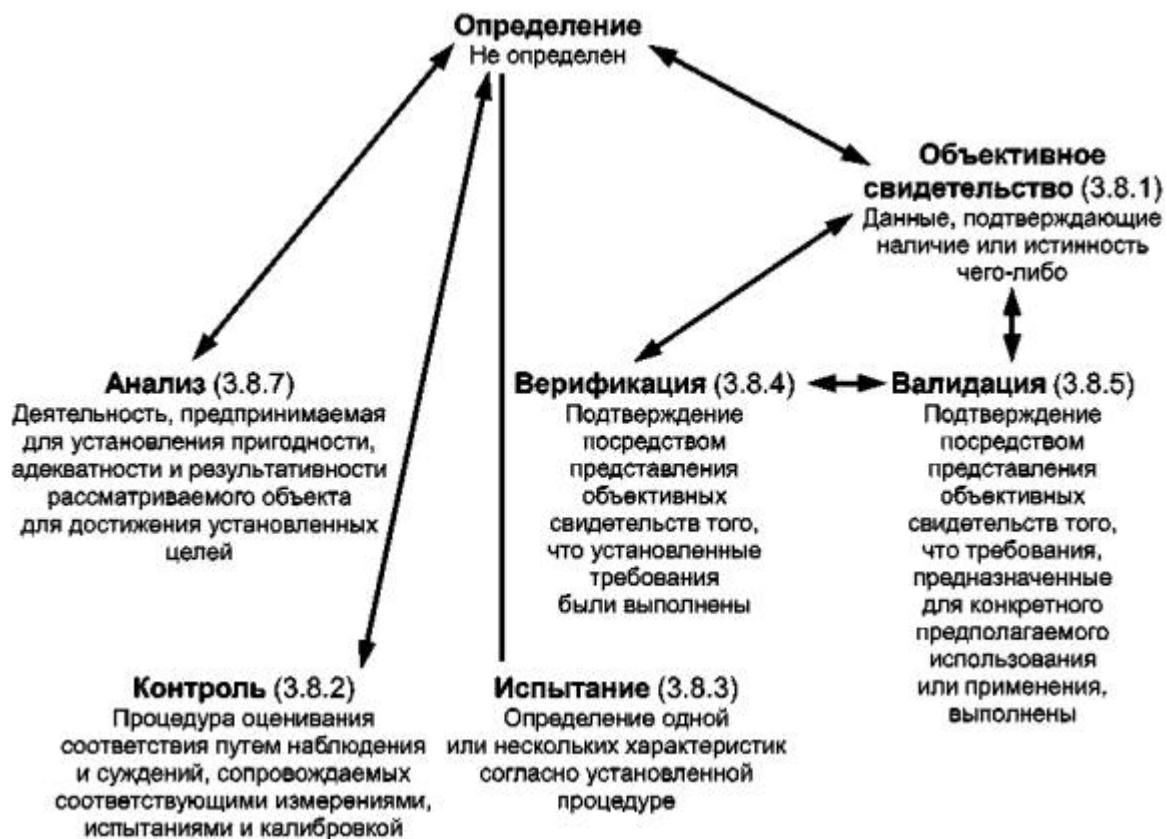 Определение
Не определен
Объективное
свидетельство (3.8.1)
Данные, подтверждающие
наличие или истинность
чего-либо
Анализ (3.8.7)
Деятельность, предпринимаемая
для установления пригодности,
адекватности и результативности
рассматриваемого объекта
для достижения установленных
целей
Верификация (3.8.4)
Подтверждение
посредством
представления
объективных
свидетельств того,
что установленные
требования
были выполнены
Валидация (3.8.5)
Подтверждение
посредством
представления
объективных
свидетельств того,
что требования,
предназначенные
для конкретного
предполагаемого
использования
или применения,
выполнены
Контроль (3.8.2)
Процедура оценивания
соответствия путем наблюдения
и суждений, сопровождаемых
соответствующими измерениями,
испытаниями и калибровкой
Испытание (3.8.3)
Определение одной
или нескольких характеристик
согласно установленной
процедуре